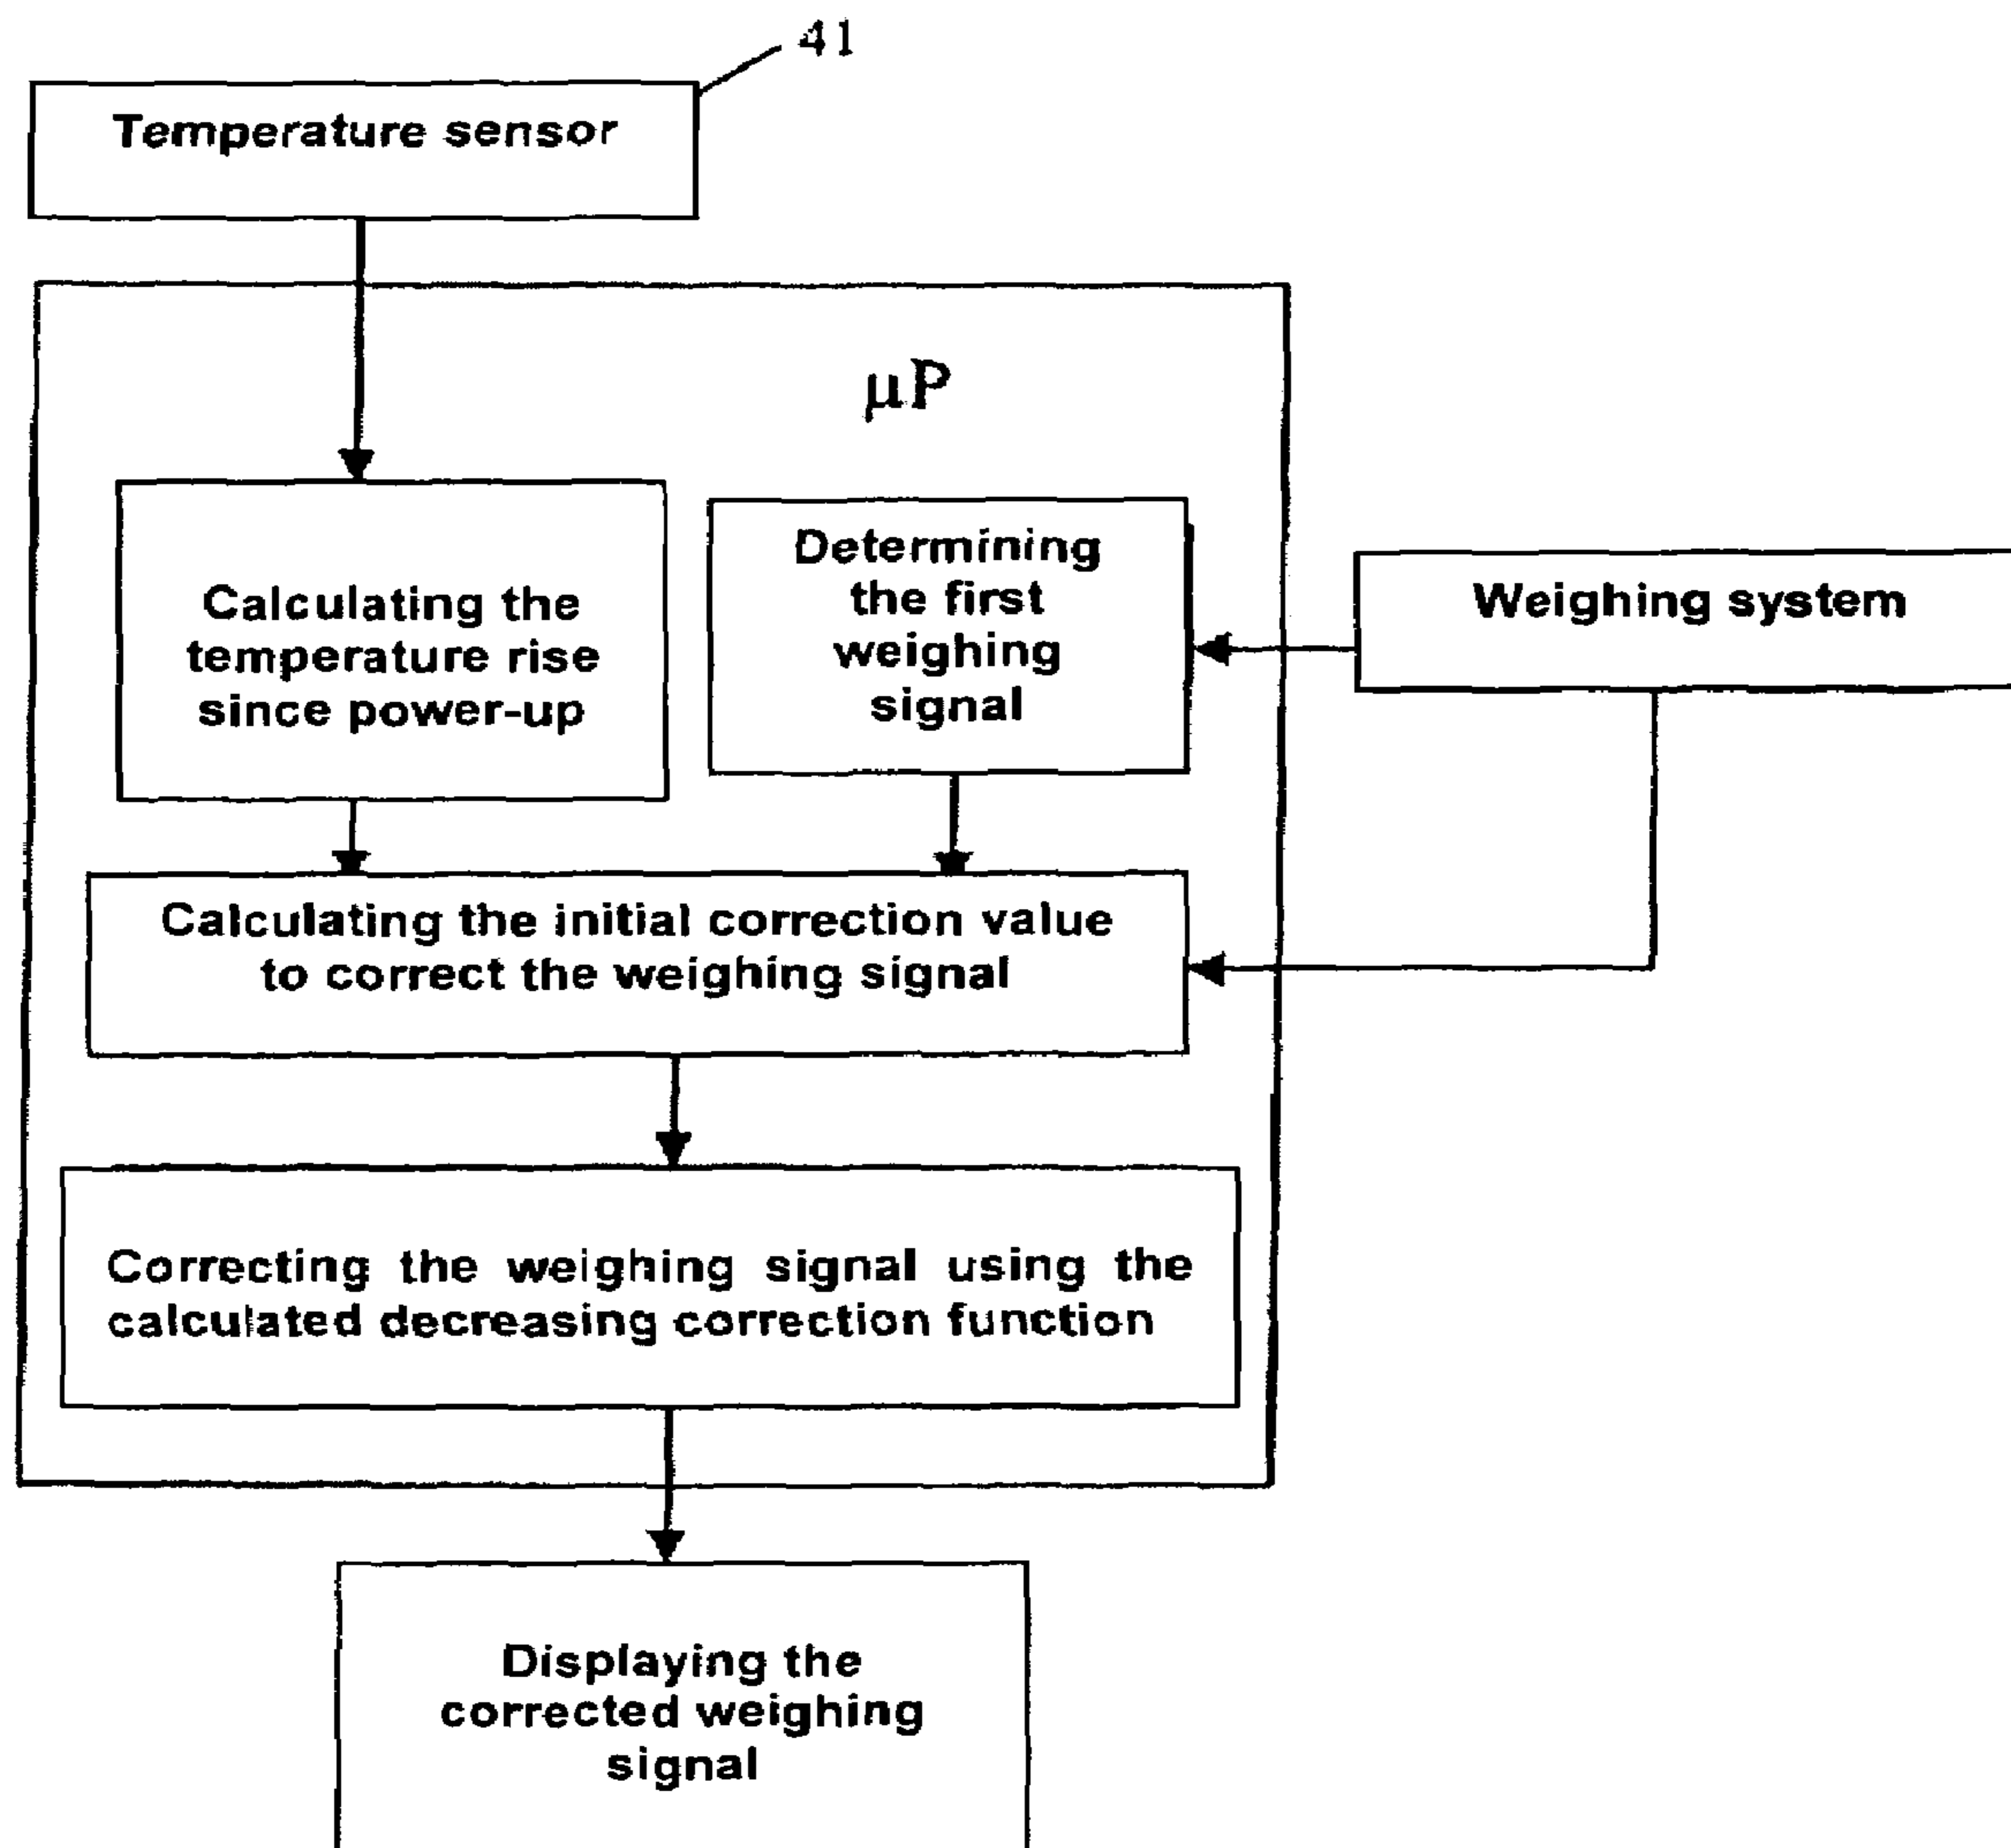 41
Temperature sensor
µP
Calculating the
temperature rise
since power-up
Determining
the first
weighing
signal
Weighing system
Calculating the initial correction value
to correct the weighing signal
Correcting the weighing signal using the
calculated decreasing correction function
Displaying the
corrected weighing
signal